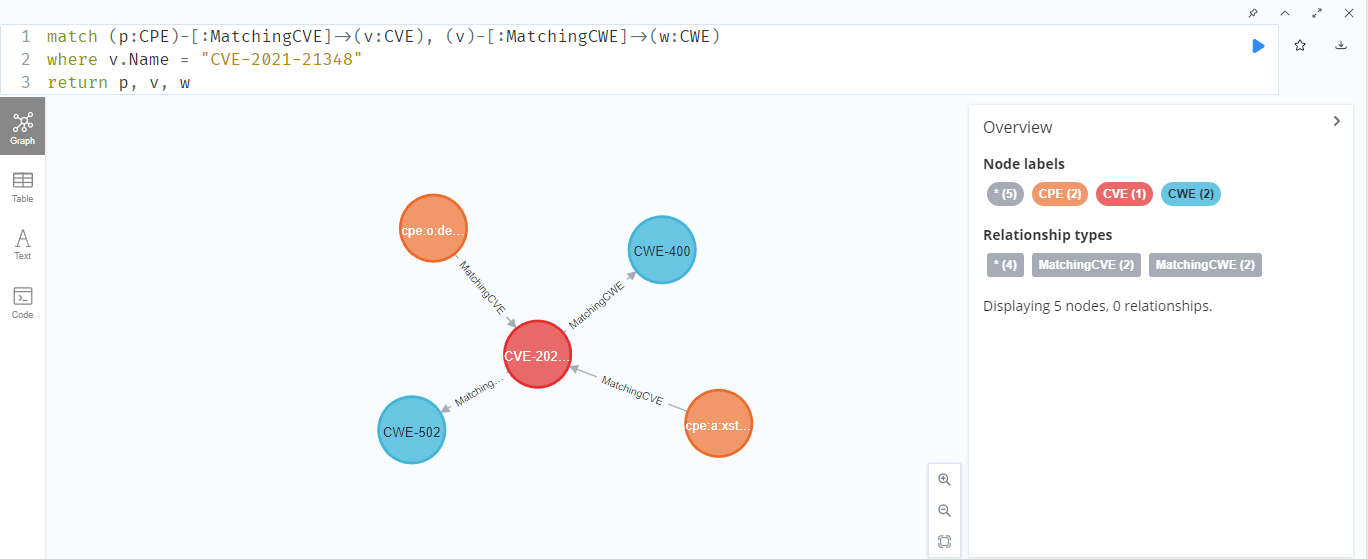 1 match (p:CPE)-[:MatchingCVE]->(v:CVE), (v)-[:MatchingCWE]->(w:CWE)
2 where v.Name = "CVE-2021-21348"
3 return p, v, w
Graph
Table
Text
Code
cpe:o:de...
CWE-400
MatchingCVE
MatchingCWE
CVE-202...
Matching...
MatchingCVE
CWE-502
cpe:a:xst...
Overview
Node labels
* (5) CPE (2) CVE (1) CWE (2)
Relationship types
* (4) MatchingCVE (2) MatchingCWE (2)
Displaying 5 nodes, 0 relationships.